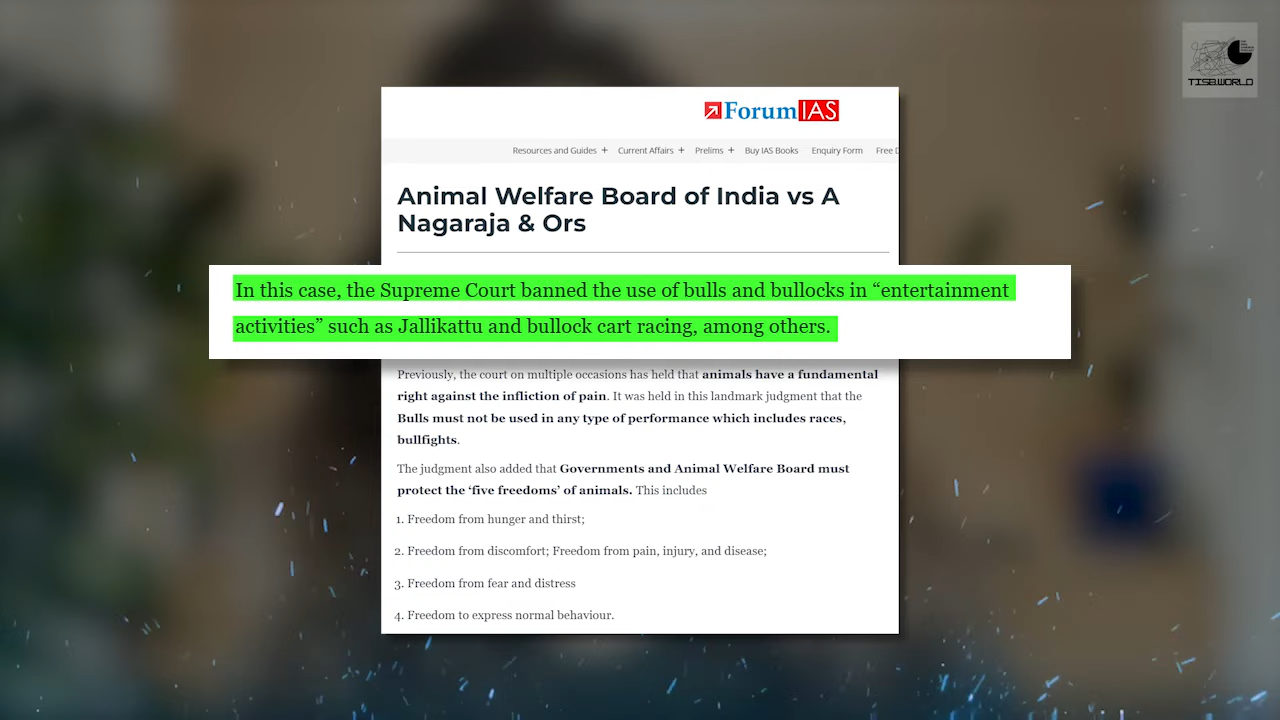 TISB.WORLD
ForumIAS
Resources and Guides + Current Affairs + Prelims + Buy IAS Books Enquiry Form Free
Animal Welfare Board of India vs A
Nagaraja & Ors
In this case, the Supreme Court banned the use of bulls and bullocks in “entertainment
activities” such as Jallikattu and bullock cart racing, among others.
Previously, the court on multiple occasions has held that animals have a fundamental
right against the infliction of pain. It was held in this landmark judgment that the
Bulls must not be used in any type of performance which includes races,
bullfights.
The judgment also added that Governments and Animal Welfare Board must
protect the ‘five freedoms’ of animals. This includes
1. Freedom from hunger and thirst;
2. Freedom from discomfort; Freedom from pain, injury, and disease;
3. Freedom from fear and distress
4. Freedom to express normal behaviour.